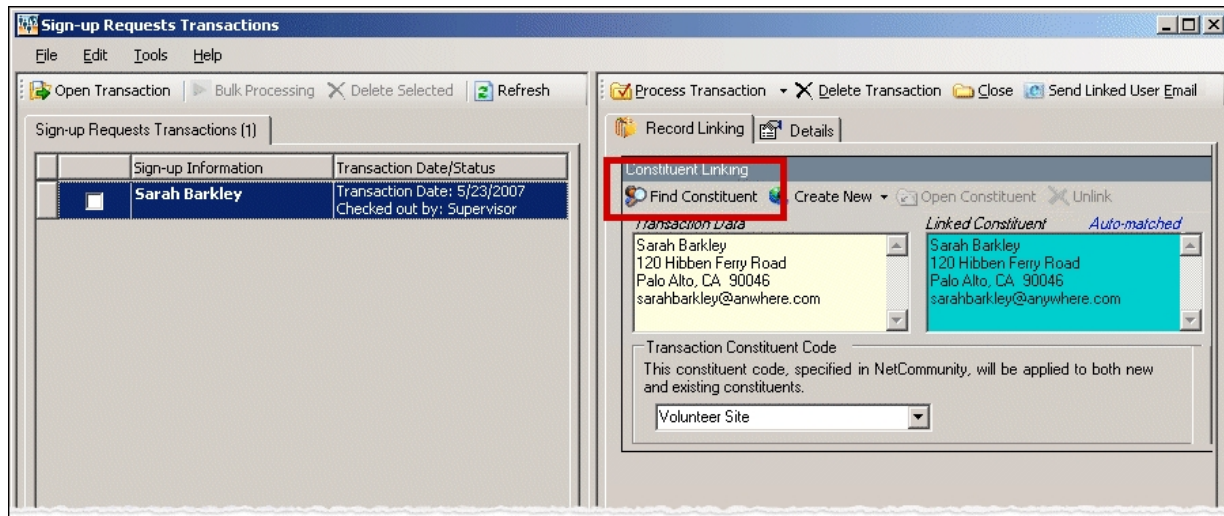 Sign-up Requests Transactions
File Edit Tools Help
Open Transaction Bulk Processing Delete Selected Refresh
Sign-up Requests Transactions (1)
Sign-up Information Transaction Date/Status
Sarah Barkley
Transaction Date: 5/23/2007
Checked out by: Supervisor
Process Transaction Delete Transaction Close Send Linked User Email
Record Linking Details
Constituent Linking
Find Constituent Create New Open Constituent Unlink
Transaction Data
Sarah Barkley
120 Hibben Ferry Road
Palo Alto, CA 90046
sarahbarkley@anwhere.com
Linked Constituent Auto-matched
Sarah Barkley
120 Hibben Ferry Road
Palo Alto, CA 90046
sarahbarkley@anywhere.com
Transaction Constituent Code
This constituent code, specified in NetCommunity, will be applied to both new
and existing constituents.
Volunteer Site